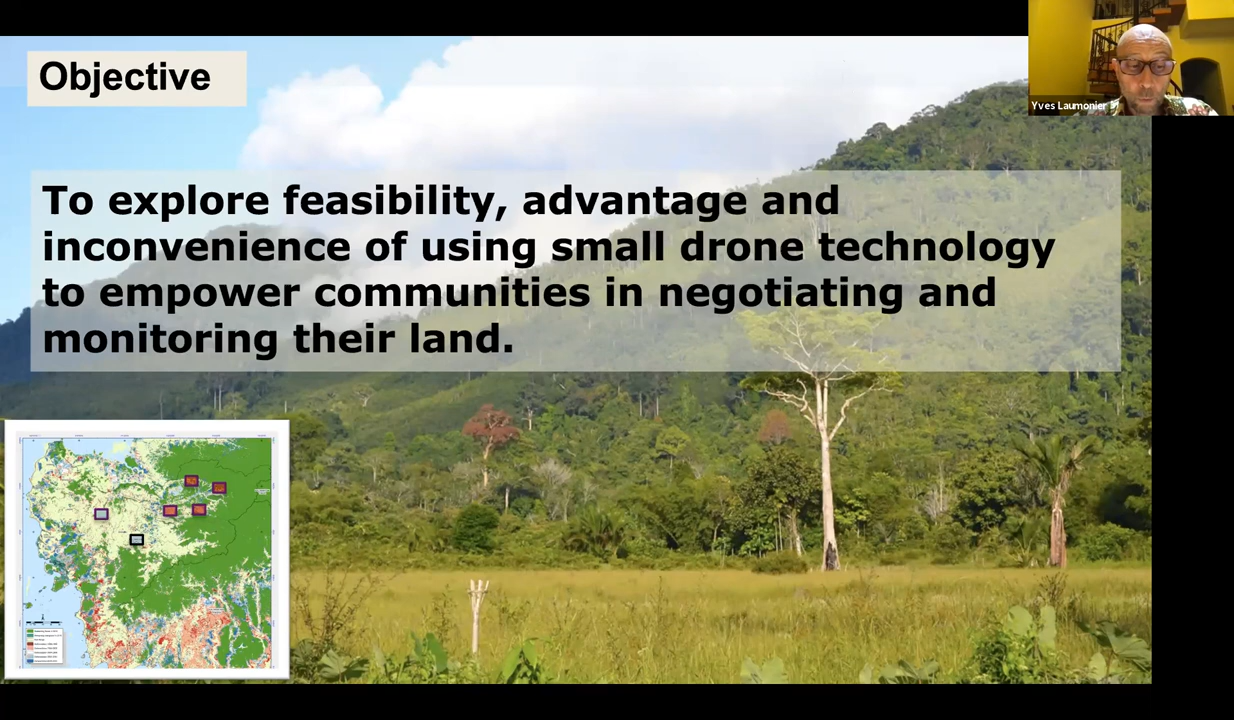 Objective
Yves Laumonier
To explore feasibility, advantage and
inconvenience of using small drone technology
to empower communities in negotiating and
monitoring their land.